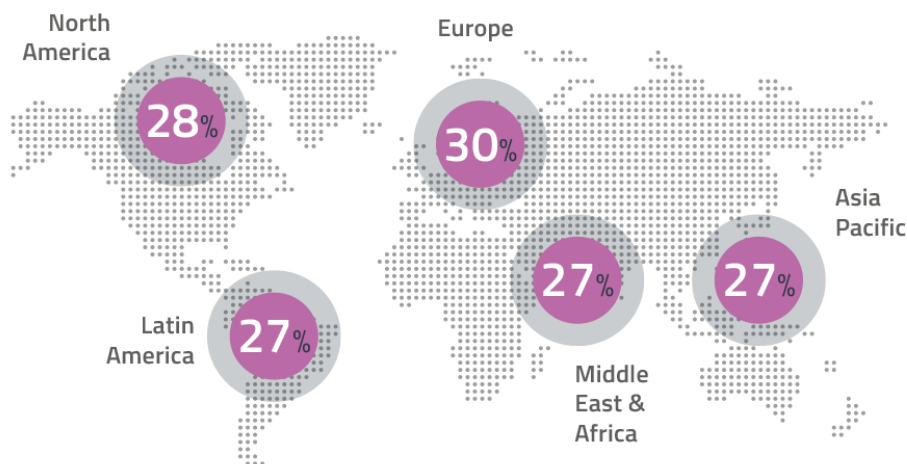 North
America
28%
Europe
30%
Asia
Pacific
27%
Middle
East &
Africa
27%
Latin
America
27%